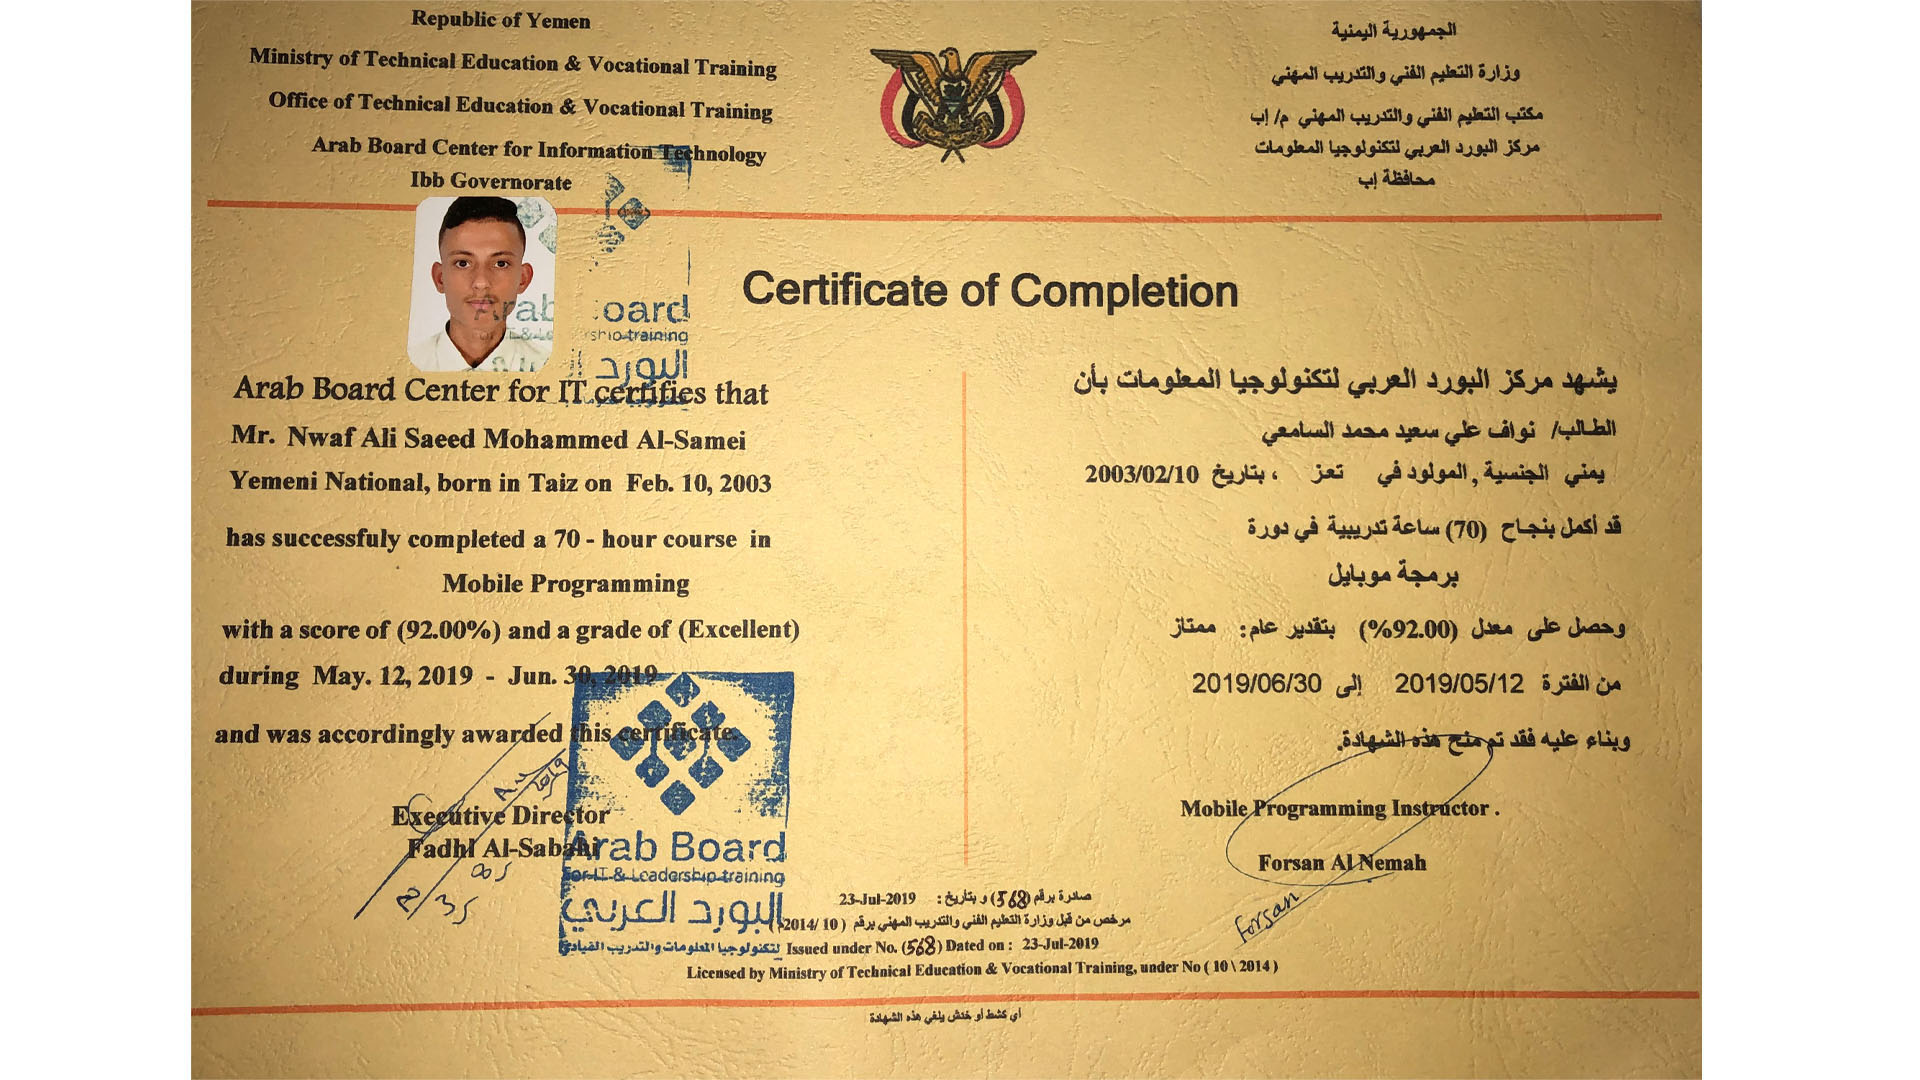 Republic of Yemen
Ministry of Technical Education & Vocational Training
Office of Technical Education & Vocational Training
Arab Board Center for Information Technology
Ibb Governorate
الجمهورية اليمنية
وزارة التعليم الفني والتدريب المهني
مكتب التعليم الفني والتدريب المهني م/ إب
مركز البورد العربي لتكنولوجيا المعلومات
محافظة إب
Certificate of Completion
Arab Board
For IT & Leadership training
البورد
Arab Board Center for IT certifies that
Mr. Nwaf Ali Saeed Mohammed Al-Samei
Yemeni National, born in Taiz on Feb. 10, 2003
has successfuly completed a 70 - hour course in
Mobile Programming
with a score of (92.00%) and a grade of (Excellent)
during May. 12, 2019 - Jun. 30, 2019
and was accordingly awarded this certificate.
Executive Director
Fadhl Al-Sabahi
يشهد مركز البورد العربي لتكنولوجيا المعلومات بأن
الطالب/ نواف علي سعيد محمد السامعي
يمني الجنسية , المولود في تعز ، بتاريخ 2003/02/10
قد أكمل بنجاح (70) ساعة تدريبية في دورة
برمجة موبايل
وحصل على معدل (92.00%) بتقدير عام: ممتاز
من الفترة 2019/05/12 إلى 2019/06/30
وبناء عليه فقد تم منح هذه الشهادة.
Mobile Programming Instructor .
Forsan Al Nemah
Forsan
Arab Board
For IT & Leadership training
البورد العربي
لتكنولوجيا المعلومات والتدريب القيادي
صادرة برقم (568) و بتأريخ : 23-Jul-2019
مرخص من قبل وزارة التعليم الفني والتدريب المهني برقم ( 10 /2014م )
Issued under No. (568) Dated on : 23-Jul-2019
Licensed by Ministry of Technical Education & Vocational Training, under No ( 10 \ 2014 )
أي كشط أو خدش يلغي هذه الشهادة